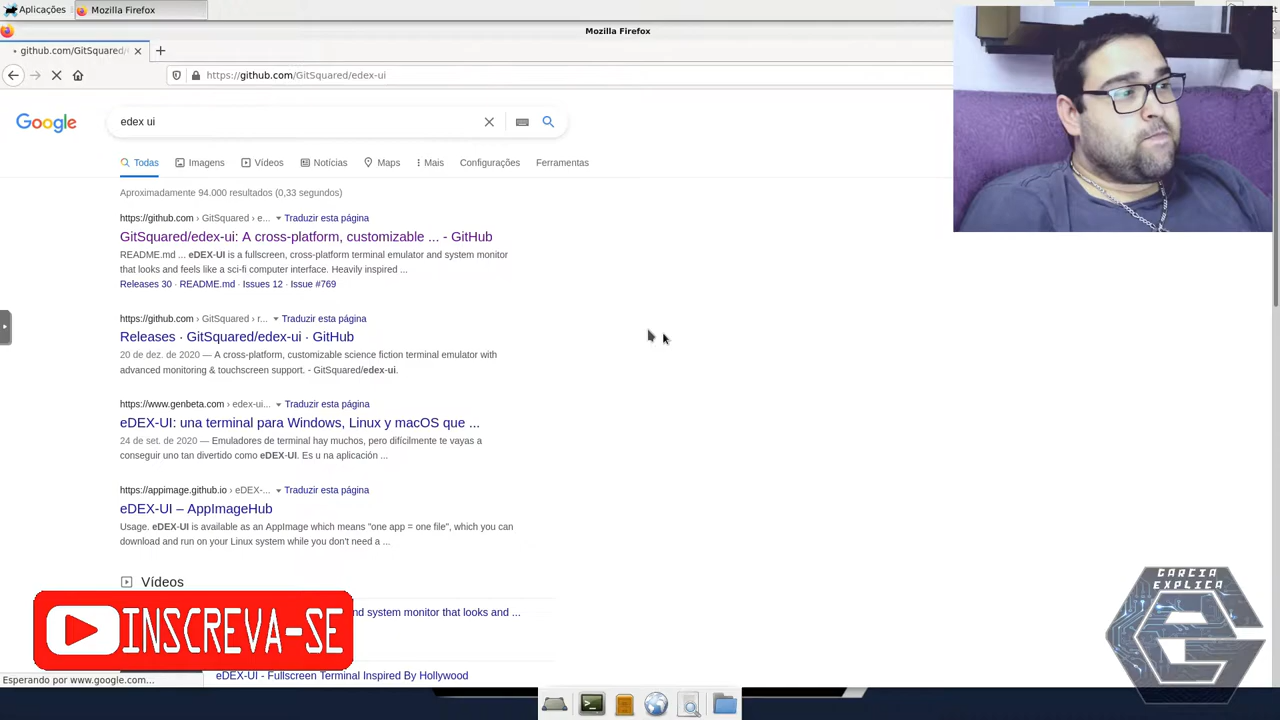 Aplicações
Mozilla Firefox
Mozilla Firefox
github.com/GitSquared/
https://github.com/GitSquared/edex-ui
Google
edex ui
Todas
Imagens
Vídeos
Notícias
Maps
Mais
Configurações
Ferramentas
Aproximadamente 94.000 resultados (0,33 segundos)
https://github.com › GitSquared › e... Traduzir esta página
GitSquared/edex-ui: A cross-platform, customizable ... - GitHub
README.md ... eDEX-UI is a fullscreen, cross-platform terminal emulator and system monitor
that looks and feels like a sci-fi computer interface. Heavily inspired ...
Releases 30 · README.md · Issues 12 · Issue #769
https://github.com › GitSquared › r... Traduzir esta página
Releases · GitSquared/edex-ui · GitHub
20 de dez. de 2020 — A cross-platform, customizable science fiction terminal emulator with
advanced monitoring & touchscreen support. - GitSquared/edex-ui.
https://www.genbeta.com › edex-ui... Traduzir esta página
eDEX-UI: una terminal para Windows, Linux y macOS que ...
24 de set. de 2020 — Emuladores de terminal hay muchos, pero difícilmente te vayas a
conseguir uno tan divertido como eDEX-UI. Es u na aplicación ...
https://appimage.github.io › eDEX-... Traduzir esta página
eDEX-UI – AppImageHub
Usage. eDEX-UI is available as an AppImage which means "one app = one file", which you can
download and run on your Linux system while you don't need a ...
Vídeos
nd system monitor that looks and ...
INSCREVA-SE
eDEX-UI - Fullscreen Terminal Inspired By Hollywood
Esperando por www.google.com...
GARCIA
EXPLICA